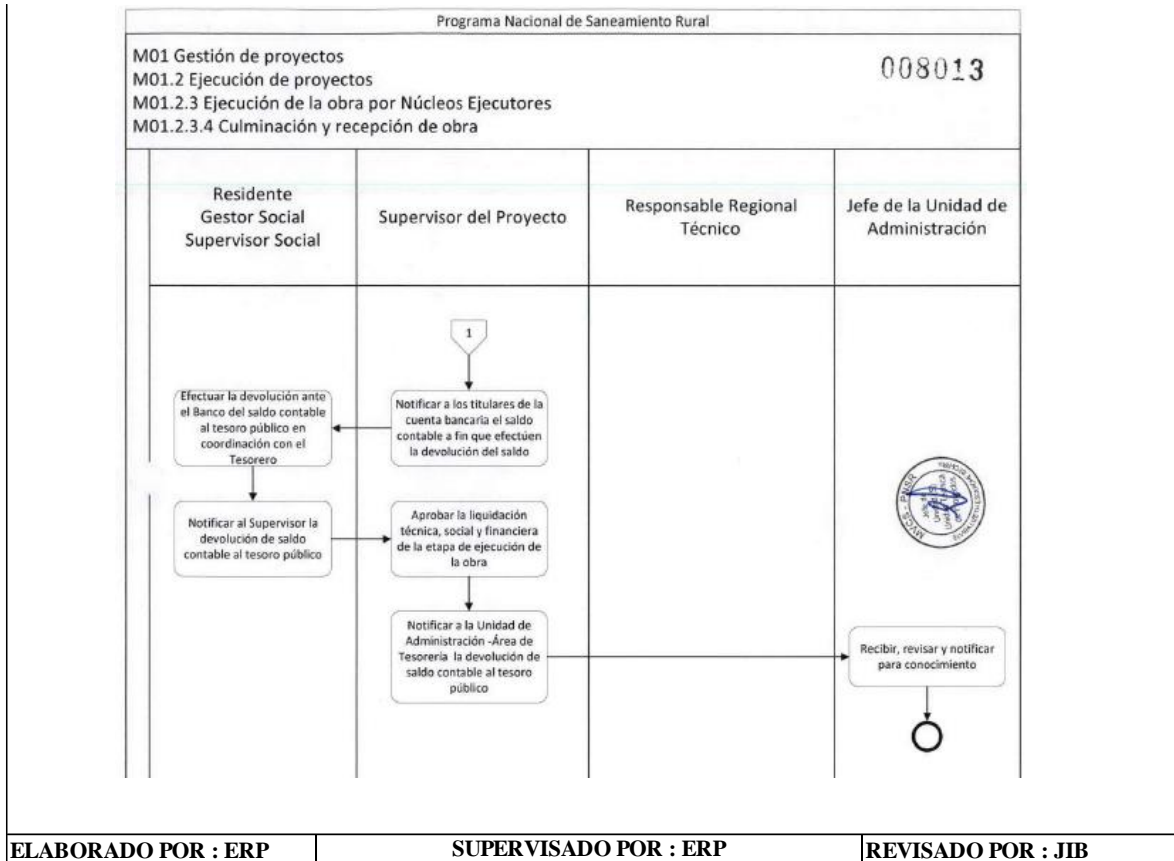 Programa Nacional de Saneamiento Rural
M01 Gestión de proyectos
M01.2 Ejecución de proyectos
M01.2.3 Ejecución de la obra por Núcleos Ejecutores
M01.2.3.4 Culminación y recepción de obra
008013
Residente
Gestor Social
Supervisor Social
Supervisor del Proyecto
Responsable Regional
Técnico
Jefe de la Unidad de
Administración
1
Efectuar la devolución ante
el Banco del saldo contable
al tesoro público en
coordinación con el
Tesorero
Notificar a los titulares de la
cuenta bancaria el saldo
contable a fin que efectúen
la devolución del saldo
Notificar al Supervisor la
devolución de saldo
contable al tesoro público
Aprobar la liquidación
técnica, social y financiera
de la etapa de ejecución de
la obra
MVCS - PNSR
Notificar a la Unidad de
Administración -Área de
Tesorería la devolución de
saldo contable al tesoro
público
Recibir, revisar y notificar
para conocimiento
ELABORADO POR : ERP
SUPERVISADO POR : ERP
REVISADO POR : JIB